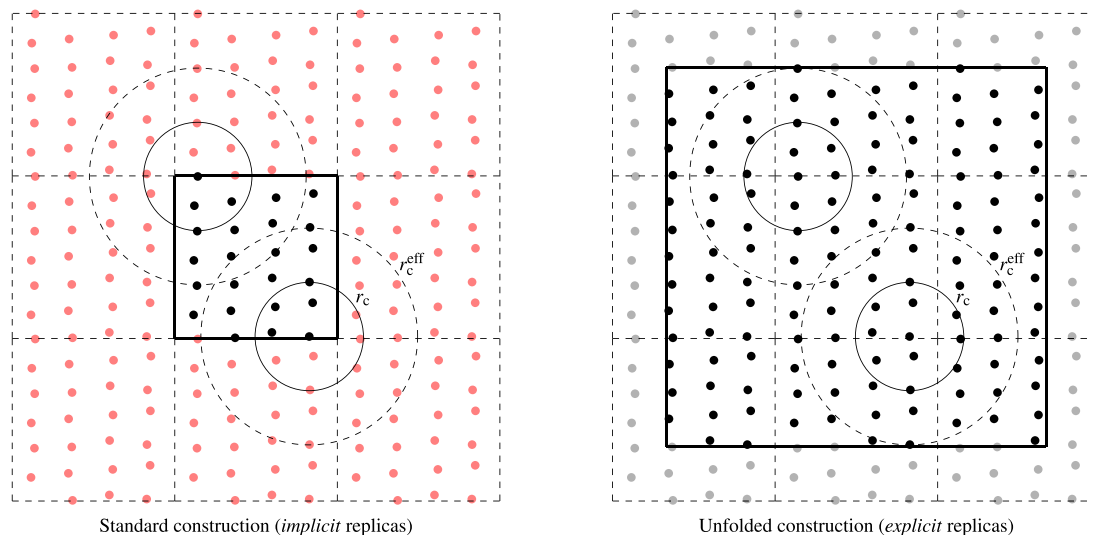 r_c^eff
r_c
r_c^eff
r_c
Standard construction (implicit replicas)
Unfolded construction (explicit replicas)